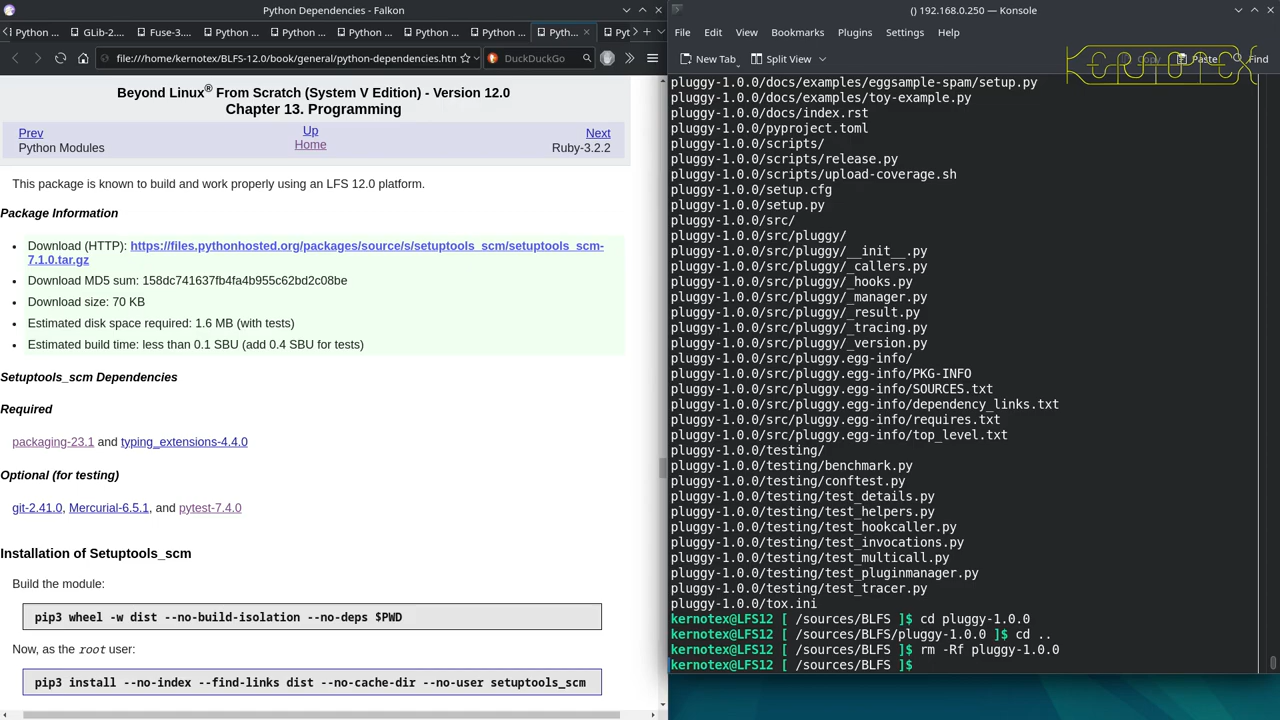 Python Dependencies - Falkon
Python ...
GLib-2....
Fuse-3....
Python ...
Python ...
Python ...
Python ...
Python ...
Pyth...
Pyt
file:///home/kernotex/BLFS-12.0/book/general/python-dependencies.htm
DuckDuckGo
Beyond Linux® From Scratch (System V Edition) - Version 12.0
Chapter 13. Programming
Prev
Up
Next
Python Modules
Home
Ruby-3.2.2
This package is known to build and work properly using an LFS 12.0 platform.
Package Information
• Download (HTTP): https://files.pythonhosted.org/packages/source/s/setuptools_scm/setuptools_scm-
7.1.0.tar.gz
• Download MD5 sum: 158dc741637fb4fa4b955c62bd2c08be
• Download size: 70 KB
• Estimated disk space required: 1.6 MB (with tests)
• Estimated build time: less than 0.1 SBU (add 0.4 SBU for tests)
Setuptools_scm Dependencies
Required
packaging-23.1 and typing_extensions-4.4.0
Optional (for testing)
git-2.41.0, Mercurial-6.5.1, and pytest-7.4.0
Installation of Setuptools_scm
Build the module:
pip3 wheel -w dist --no-build-isolation --no-deps $PWD
Now, as the root user:
pip3 install --no-index --find-links dist --no-cache-dir --no-user setuptools_scm
() 192.168.0.250 — Konsole
File Edit View Bookmarks Plugins Settings Help
New Tab
Split View
Copy
Paste
Find
kernotex
pluggy-1.0.0/docs/examples/eggsample-spam/setup.py
pluggy-1.0.0/docs/examples/toy-example.py
pluggy-1.0.0/docs/index.rst
pluggy-1.0.0/pyproject.toml
pluggy-1.0.0/scripts/
pluggy-1.0.0/scripts/release.py
pluggy-1.0.0/scripts/upload-coverage.sh
pluggy-1.0.0/setup.cfg
pluggy-1.0.0/setup.py
pluggy-1.0.0/src/
pluggy-1.0.0/src/pluggy/
pluggy-1.0.0/src/pluggy/__init__.py
pluggy-1.0.0/src/pluggy/_callers.py
pluggy-1.0.0/src/pluggy/_hooks.py
pluggy-1.0.0/src/pluggy/_manager.py
pluggy-1.0.0/src/pluggy/_result.py
pluggy-1.0.0/src/pluggy/_tracing.py
pluggy-1.0.0/src/pluggy/_version.py
pluggy-1.0.0/src/pluggy.egg-info/
pluggy-1.0.0/src/pluggy.egg-info/PKG-INFO
pluggy-1.0.0/src/pluggy.egg-info/SOURCES.txt
pluggy-1.0.0/src/pluggy.egg-info/dependency_links.txt
pluggy-1.0.0/src/pluggy.egg-info/requires.txt
pluggy-1.0.0/src/pluggy.egg-info/top_level.txt
pluggy-1.0.0/testing/
pluggy-1.0.0/testing/benchmark.py
pluggy-1.0.0/testing/conftest.py
pluggy-1.0.0/testing/test_details.py
pluggy-1.0.0/testing/test_helpers.py
pluggy-1.0.0/testing/test_hookcaller.py
pluggy-1.0.0/testing/test_invocations.py
pluggy-1.0.0/testing/test_multicall.py
pluggy-1.0.0/testing/test_pluginmanager.py
pluggy-1.0.0/testing/test_tracer.py
pluggy-1.0.0/tox.ini
kernotex@LFS12 [ /sources/BLFS ]$ cd pluggy-1.0.0
kernotex@LFS12 [ /sources/BLFS/pluggy-1.0.0 ]$ cd ..
kernotex@LFS12 [ /sources/BLFS ]$ rm -Rf pluggy-1.0.0
kernotex@LFS12 [ /sources/BLFS ]$